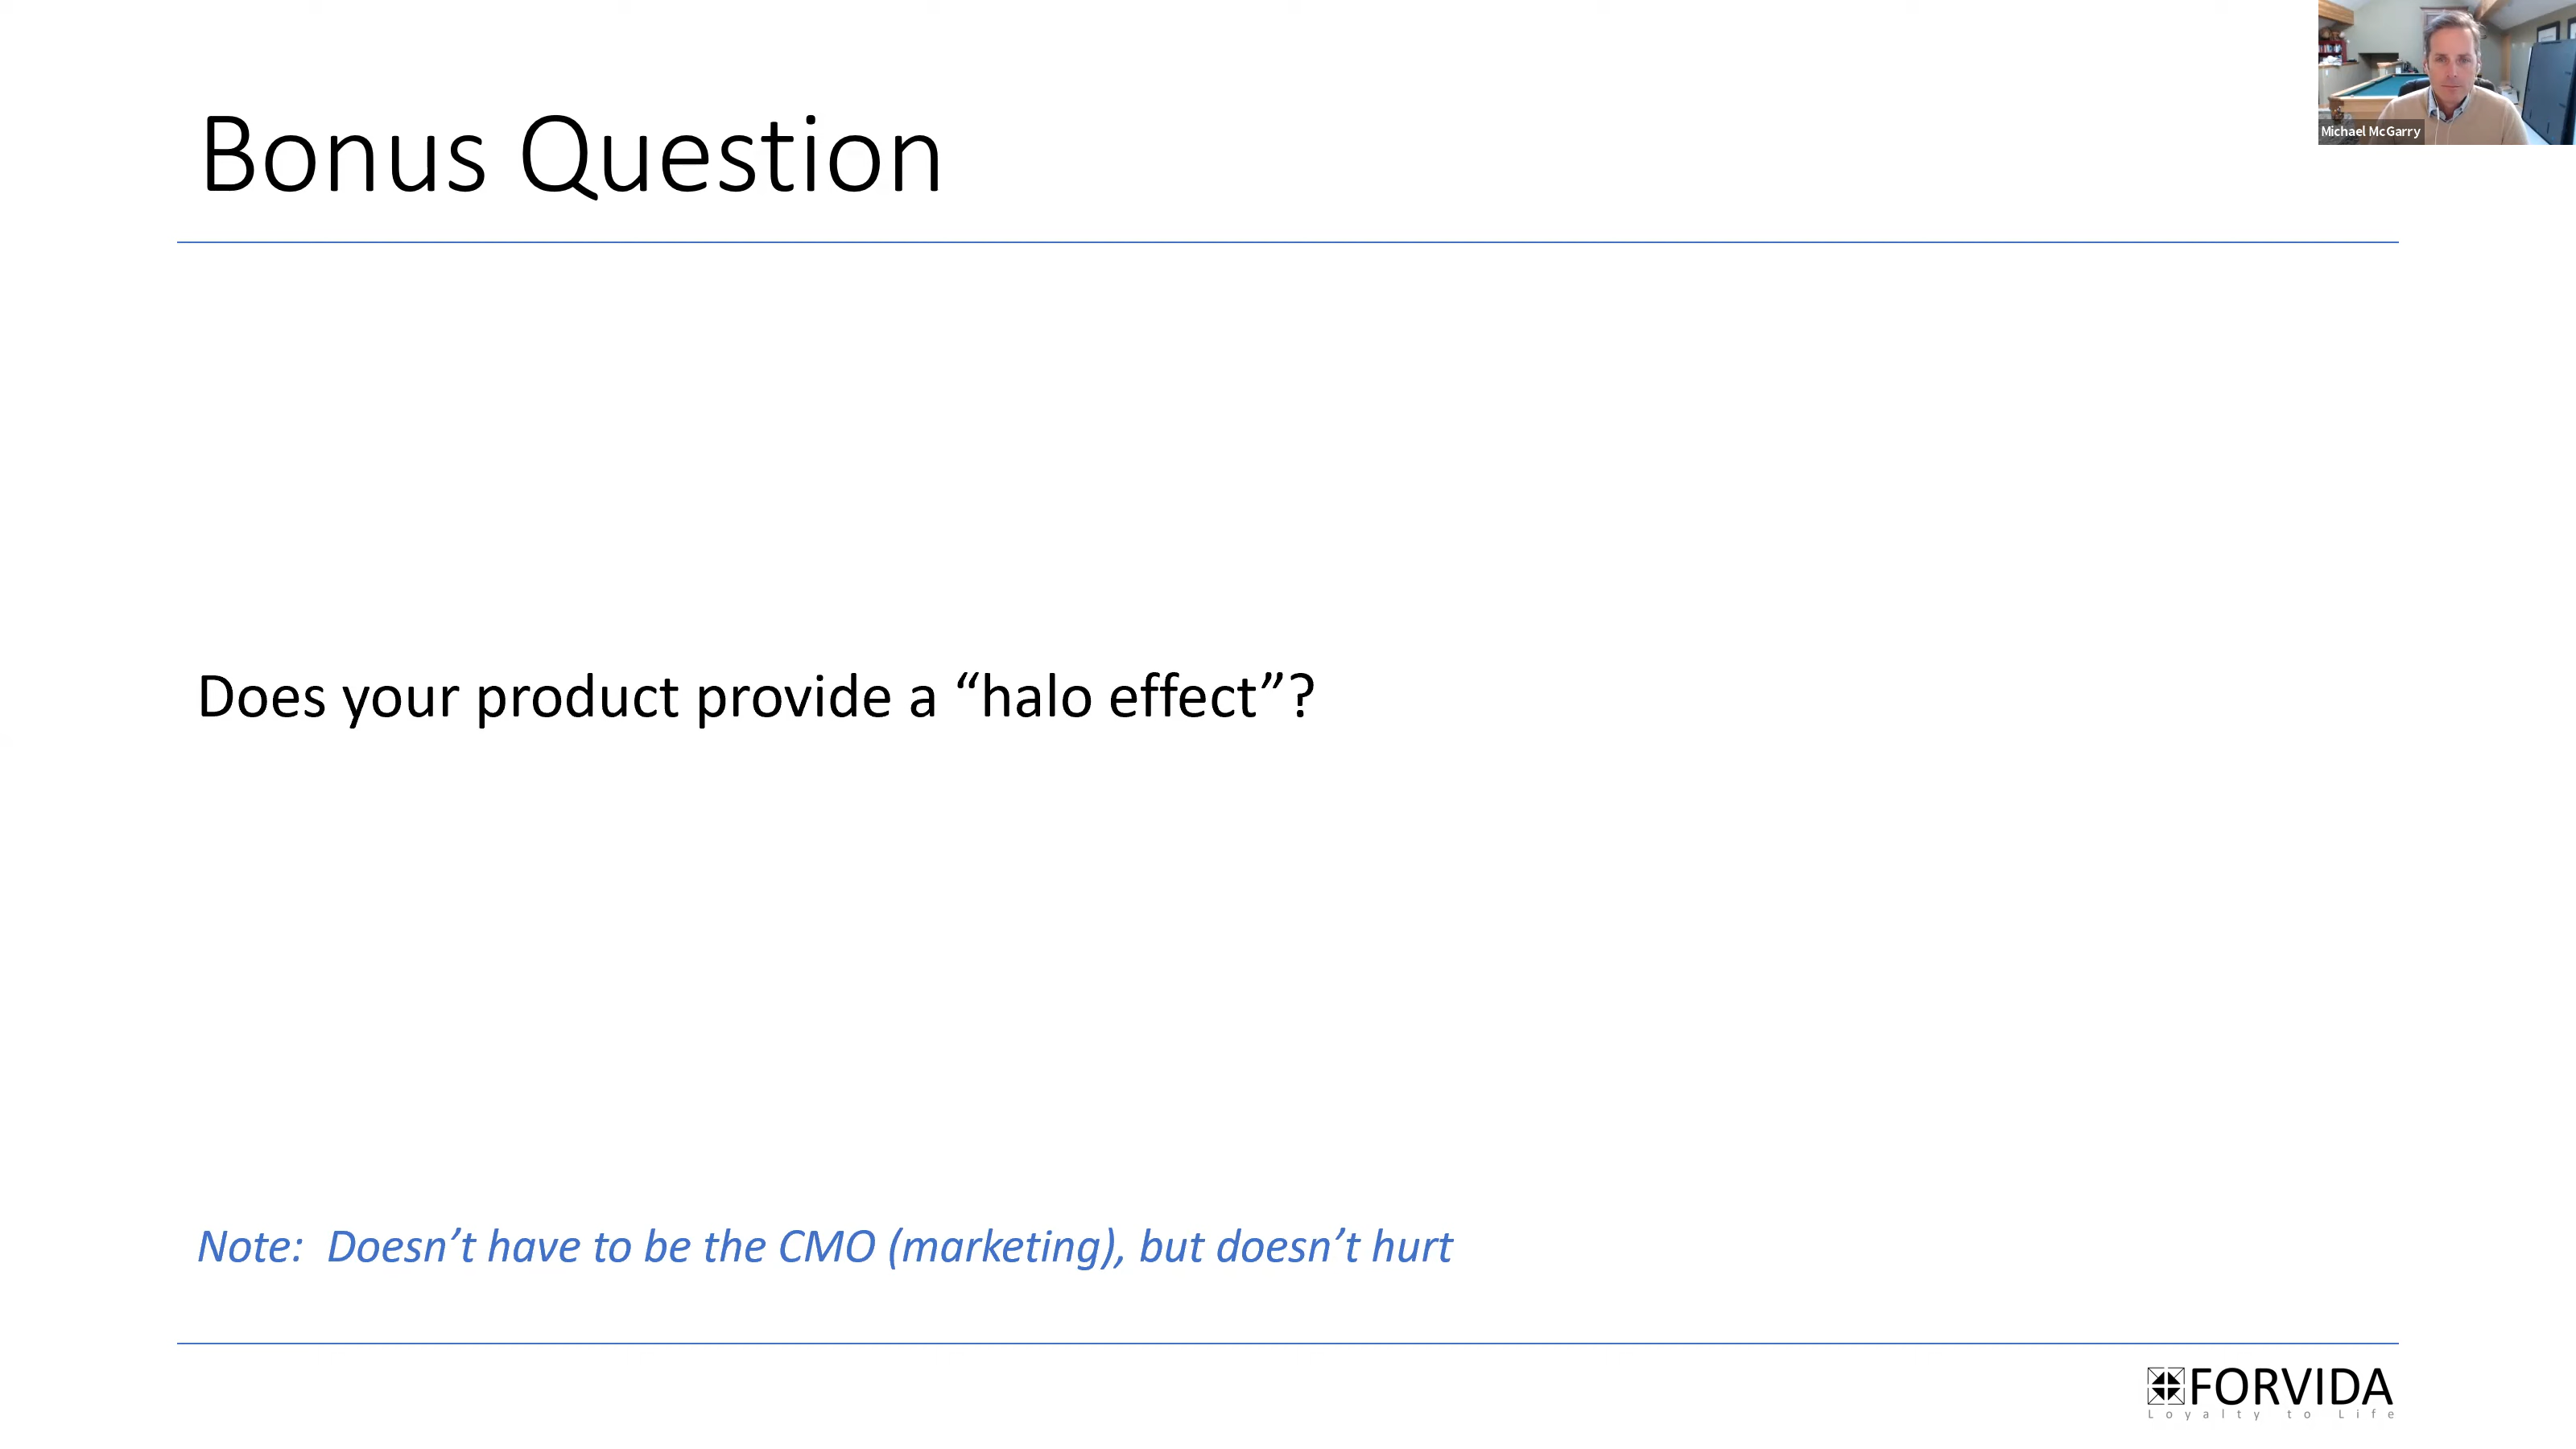 Bonus Question
Michael McGarry
Does your product provide a “halo effect”?
Note:  Doesn’t have to be the CMO (marketing), but doesn’t hurt
FORVIDA
Loyalty to Life